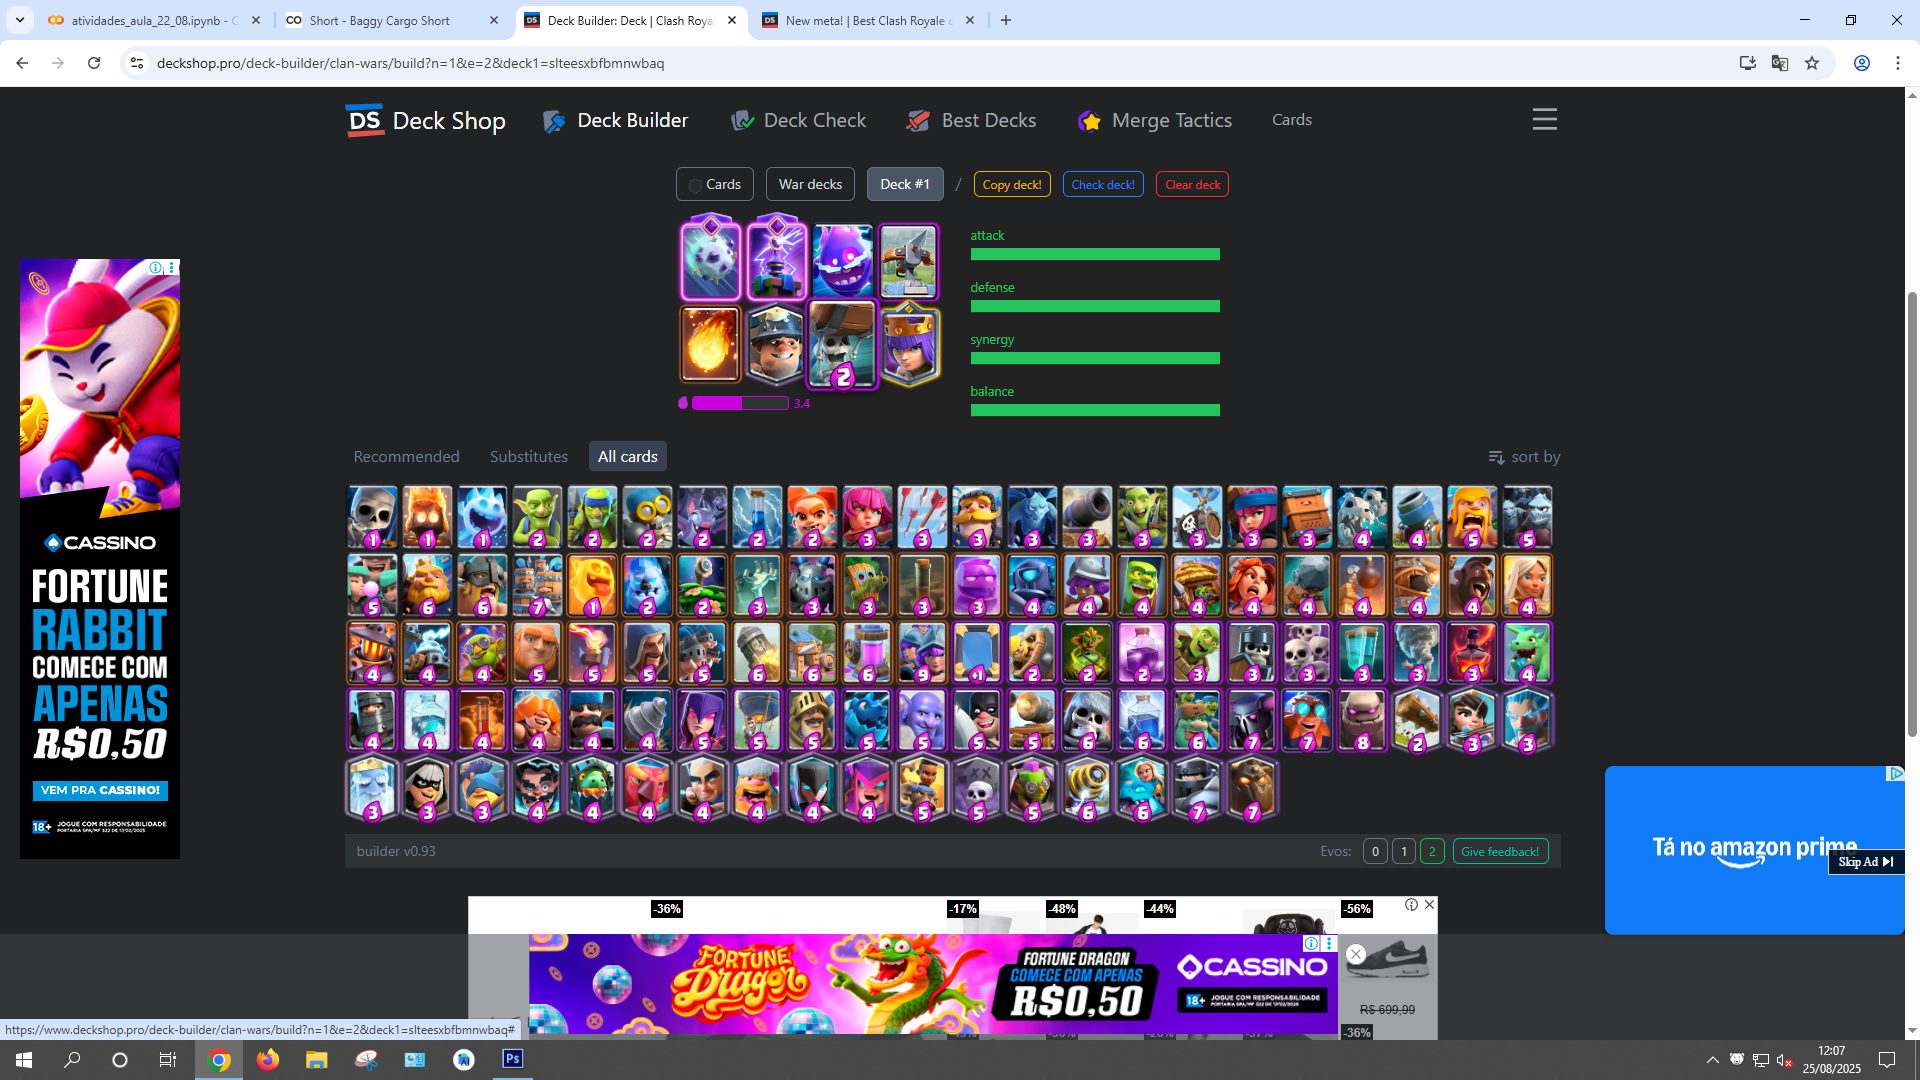 atividades_aula_22_08.ipynb - C
Short - Baggy Cargo Short
Deck Builder: Deck | Clash Roya
New meta! | Best Clash Royale d
deckshop.pro/deck-builder/clan-wars/build?n=1&e=2&deck1=slteesxbfbmnwbaq
DS Deck Shop
Deck Builder
Deck Check
Best Decks
Merge Tactics
Cards
Cards
War decks
Deck #1
/
Copy deck!
Check deck!
Clear deck
attack
defense
synergy
balance
2
3.4
Recommended
Substitutes
All cards
sort by
1 1 1 2 2 2 2 2 2 3 3 3 3 3 3 3 3 3 4 4 5 5
5 6 6 7 1 2 2 3 3 3 3 3 4 4 4 4 4 4 4 4 4 4
4 4 4 5 5 5 5 6 6 6 9 +1 2 2 2 3 3 3 3 3 3 4
4 4 4 4 4 4 5 5 5 5 5 5 5 6 6 6 7 7 8 2 3 3
3 3 3 4 4 4 4 4 4 4 5 5 5 6 6 7 7
builder v0.93
Evos:
0
1
2
Give feedback!
CASSINO
FORTUNE
RABBIT
COMECE COM
APENAS
R$0,50
VEM PRA CASSINO!
18+ JOGUE COM RESPONSABILIDADE
PORTARIA SPA/MF 322 DE 17/02/2025
Tá no amazon prime
Skip Ad
-36%
-17%
-48%
-44%
-56%
FORTUNE
DRAGON
FORTUNE DRAGON
COMECE COM APENAS
R$0,50
CASSINO
18+ JOGUE COM RESPONSABILIDADE
R$ 699,99
-36%
https://www.deckshop.pro/deck-builder/clan-wars/build?n=1&e=2&deck1=slteesxbfbmnwbaq#
Ps
12:07
25/08/2025